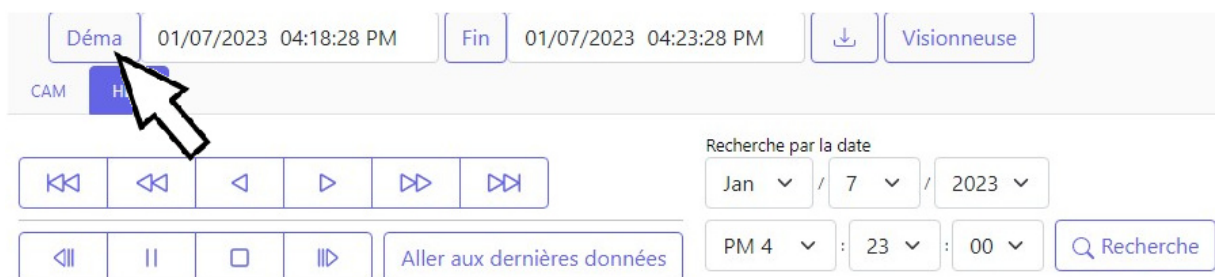 Déma 01/07/2023 04:18:28 PM Fin 01/07/2023 04:23:28 PM Visionneuse
CAM
Recherche par la date
Jan / 7 / 2023
Aller aux dernières données PM 4 : 23 : 00 Recherche